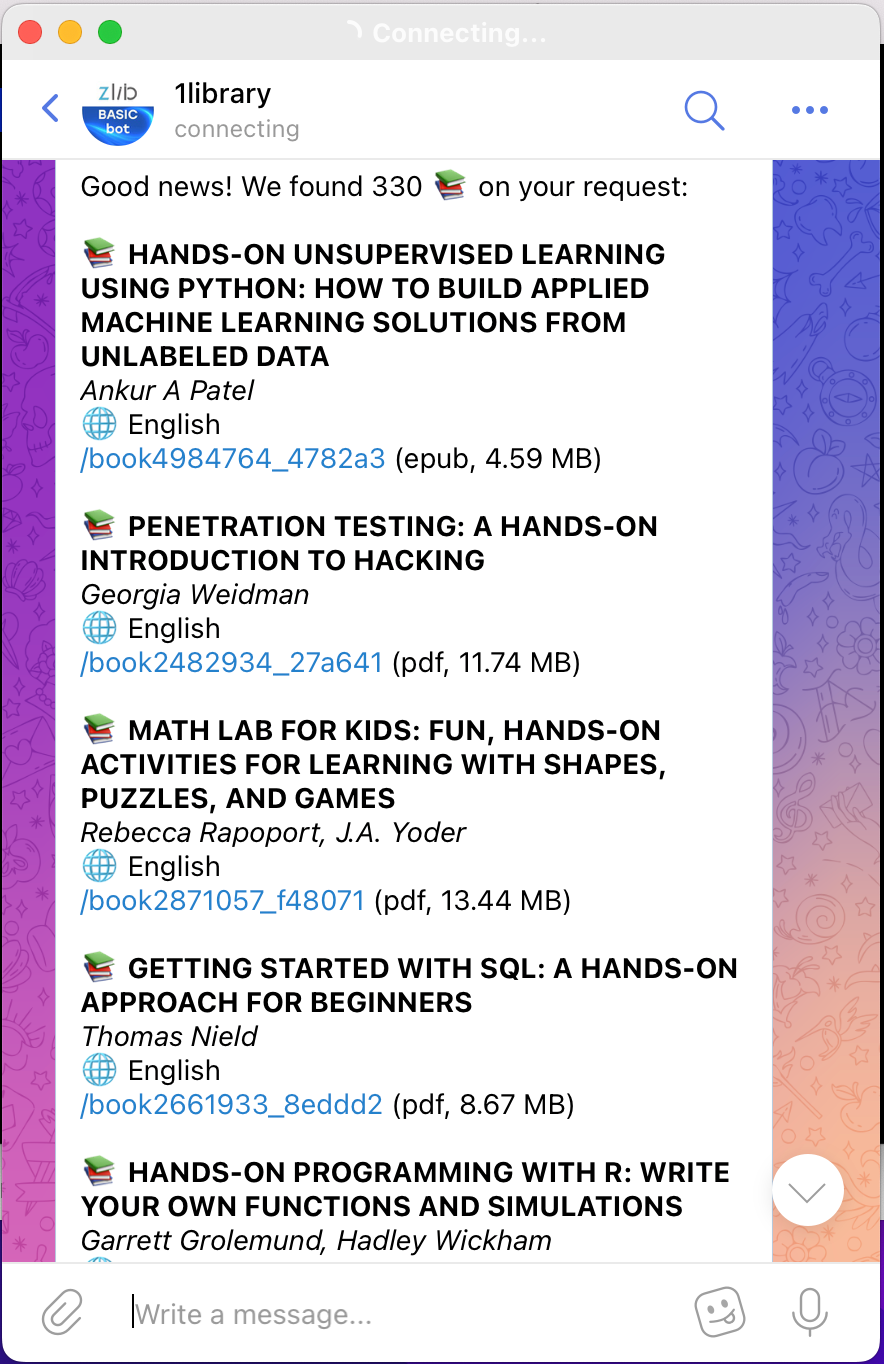 Connecting...
zlib
BASIC
bot
1library
connecting
Good news! We found 330 📚 on your request:
📚 HANDS-ON UNSUPERVISED LEARNING
USING PYTHON: HOW TO BUILD APPLIED
MACHINE LEARNING SOLUTIONS FROM
UNLABELED DATA
Ankur A Patel
🌐 English
/book4984764_4782a3 (epub, 4.59 MB)
📚 PENETRATION TESTING: A HANDS-ON
INTRODUCTION TO HACKING
Georgia Weidman
🌐 English
/book2482934_27a641 (pdf, 11.74 MB)
📚 MATH LAB FOR KIDS: FUN, HANDS-ON
ACTIVITIES FOR LEARNING WITH SHAPES,
PUZZLES, AND GAMES
Rebecca Rapoport, J.A. Yoder
🌐 English
/book2871057_f48071 (pdf, 13.44 MB)
📚 GETTING STARTED WITH SQL: A HANDS-ON
APPROACH FOR BEGINNERS
Thomas Nield
🌐 English
/book2661933_8eddd2 (pdf, 8.67 MB)
📚 HANDS-ON PROGRAMMING WITH R: WRITE
YOUR OWN FUNCTIONS AND SIMULATIONS
Garrett Grolemund, Hadley Wickham
Write a message...